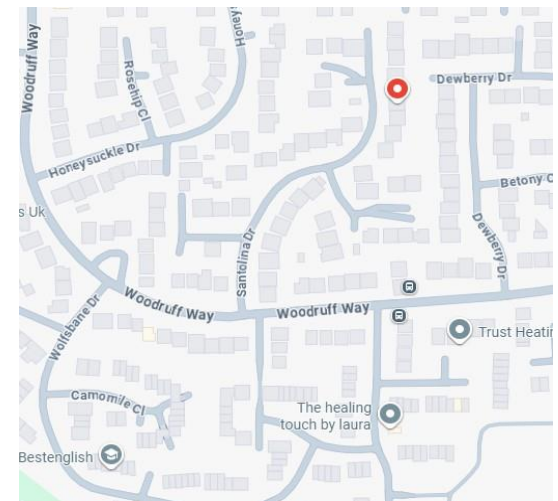 Woodruff Way
Honey
Rosehip Cl
Dewberry Dr
Honeysuckle Dr
Betony C
s Uk
Santolina Dr
Dewberry Dr
Woodruff Way
Woodruff Way
Wolfsbane Dr
Trust Heatin
Camomile Cl
The healing
touch by laura
Bestenglish